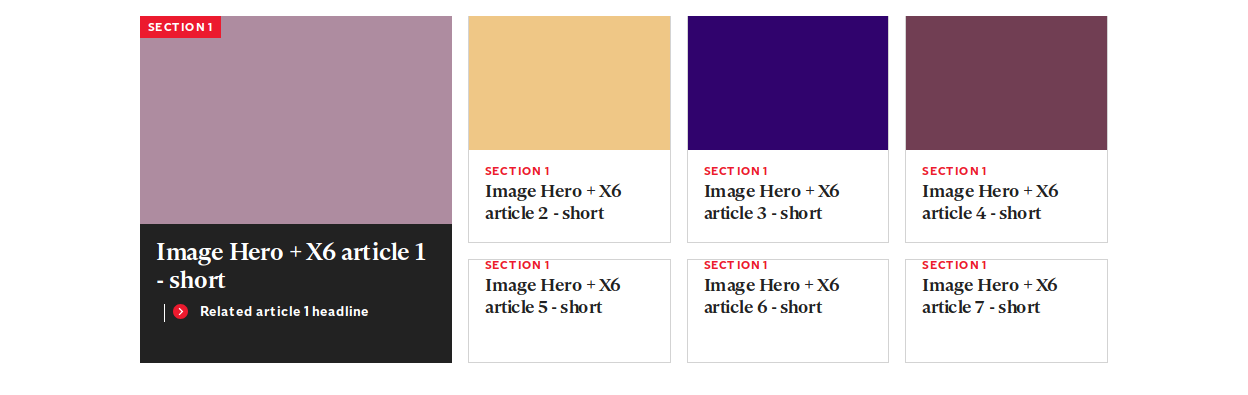 SECTION 1
Image Hero + X6 article 1
- short
Related article 1 headline
SECTION 1
Image Hero + X6
article 2 - short
SECTION 1
Image Hero + X6
article 3 - short
SECTION 1
Image Hero + X6
article 4 - short
SECTION 1
Image Hero + X6
article 5 - short
SECTION 1
Image Hero + X6
article 6 - short
SECTION 1
Image Hero + X6
article 7 - short